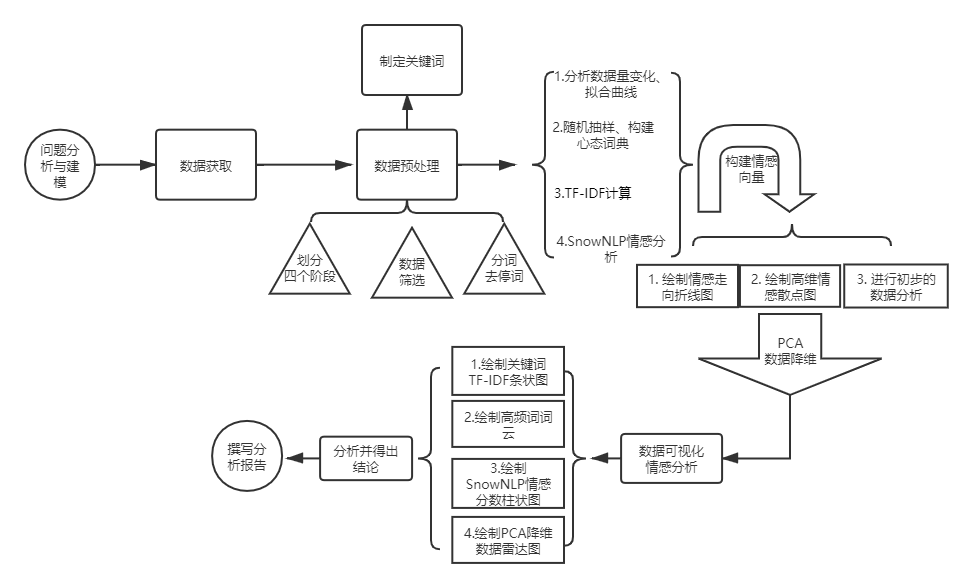 制定关键词
问题分
析与建
模
数据获取
数据预处理
划分
四个阶段
数据
筛选
分词
去停词
1.分析数据量变化、
拟合曲线
2.随机抽样、构建
心态词典
3.TF-IDF计算
4.SnowNLP情感分
析
构建情感
向量
1. 绘制情感走
向折线图
2. 绘制高维情
感散点图
3. 进行初步的
数据分析
PCA
数据降维
数据可视化
情感分析
1.绘制关键词
TF-IDF条状图
2.绘制高频词词
云
3.绘制
SnowNLP情感
分数柱状图
4.绘制PCA降维
数据雷达图
分析并得出
结论
撰写分
析报告